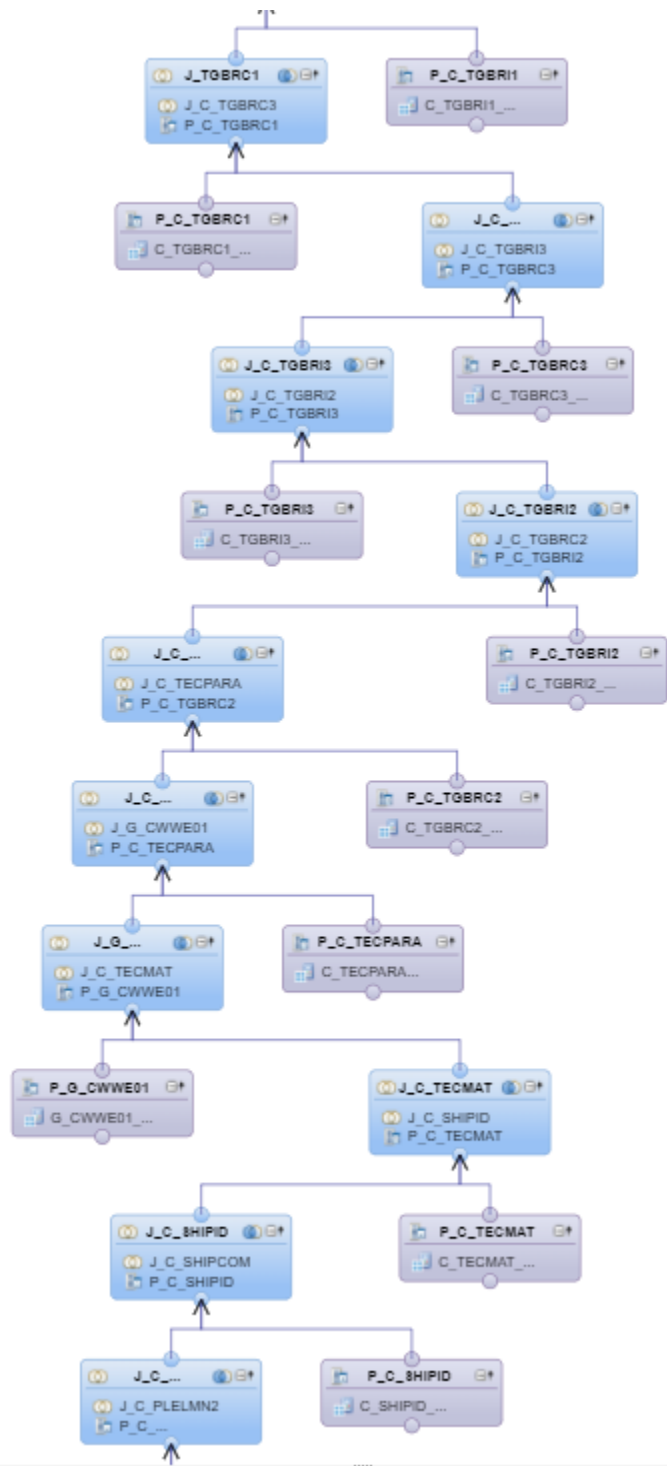 J_TGBRC1
J_C_TGBRC3
P_C_TGBRC1
P_C_TGBRI1
C_TGBRI1_...
P_C_TGBRC1
C_TGBRC1_...
J_C_...
J_C_TGBRI3
P_C_TGBRC3
J_C_TGBRI3
J_C_TGBRI2
P_C_TGBRI3
P_C_TGBRC3
C_TGBRC3_...
P_C_TGBRI3
C_TGBRI3_...
J_C_TGBRI2
J_C_TGBRC2
P_C_TGBRI2
J_C_...
J_C_TECPARA
P_C_TGBRC2
P_C_TGBRI2
C_TGBRI2_...
J_C_...
J_G_CWWE01
P_C_TECPARA
P_C_TGBRC2
C_TGBRC2_...
J_G_...
J_C_TECMAT
P_G_CWWE01
P_C_TECPARA
C_TECPARA...
P_G_CWWE01
G_CWWE01_...
J_C_TECMAT
J_C_SHIPID
P_C_TECMAT
J_C_SHIPID
J_C_SHIPCOM
P_C_SHIPID
P_C_TECMAT
C_TECMAT_...
J_C_...
J_C_PLELMN2
P_C_...
P_C_SHIPID
C_SHIPID_...